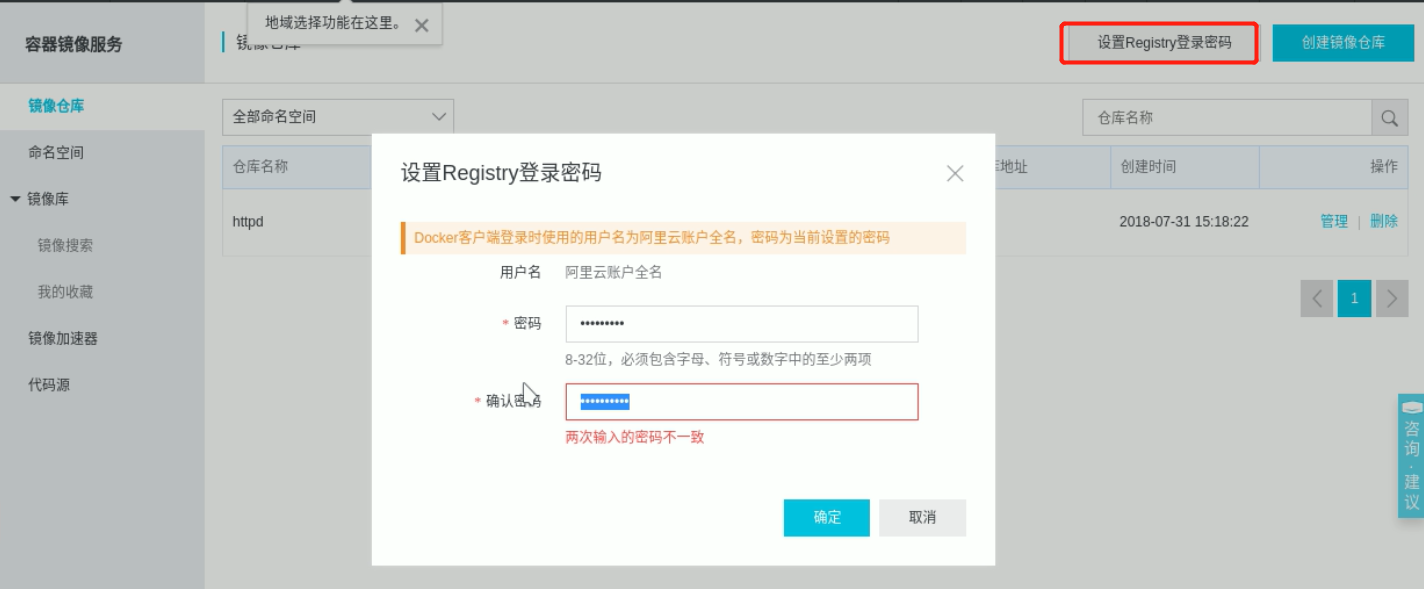 地域选择功能在这里。
容器镜像服务
镜像仓库
设置Registry登录密码
创建镜像仓库
镜像仓库
命名空间
镜像库
镜像搜索
我的收藏
镜像加速器
代码源
全部命名空间
仓库名称
仓库名称
库地址
创建时间
操作
httpd
2018-07-31 15:18:22
管理 | 删除
1
设置Registry登录密码
Docker客户端登录时使用的用户名为阿里云账户全名，密码为当前设置的密码
用户名 阿里云账户全名
* 密码 •••••••••
8-32位，必须包含字母、符号或数字中的至少两项
* 确认密码 ••••••••••
两次输入的密码不一致
确定
取消
咨询·建议